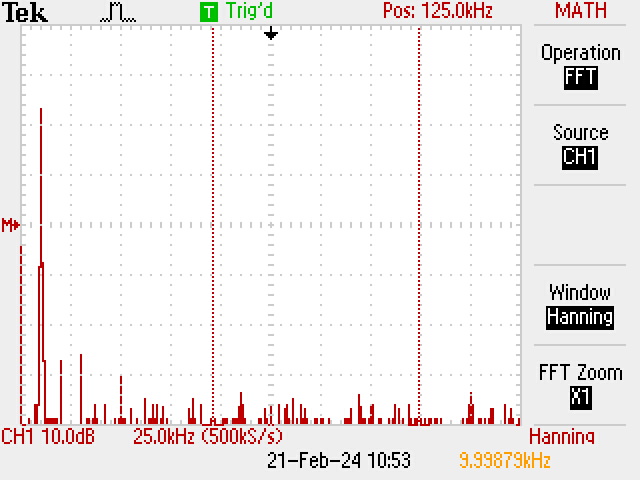 Tek T Trig'd Pos: 125.0kHz MATH
Operation
FFT
Source
CH1
M
Window
Hanning
FFT Zoom
X1
CH1 10.0dB 25.0kHz (500kS/s) Hanning
21-Feb-24 10:53 9.99879kHz